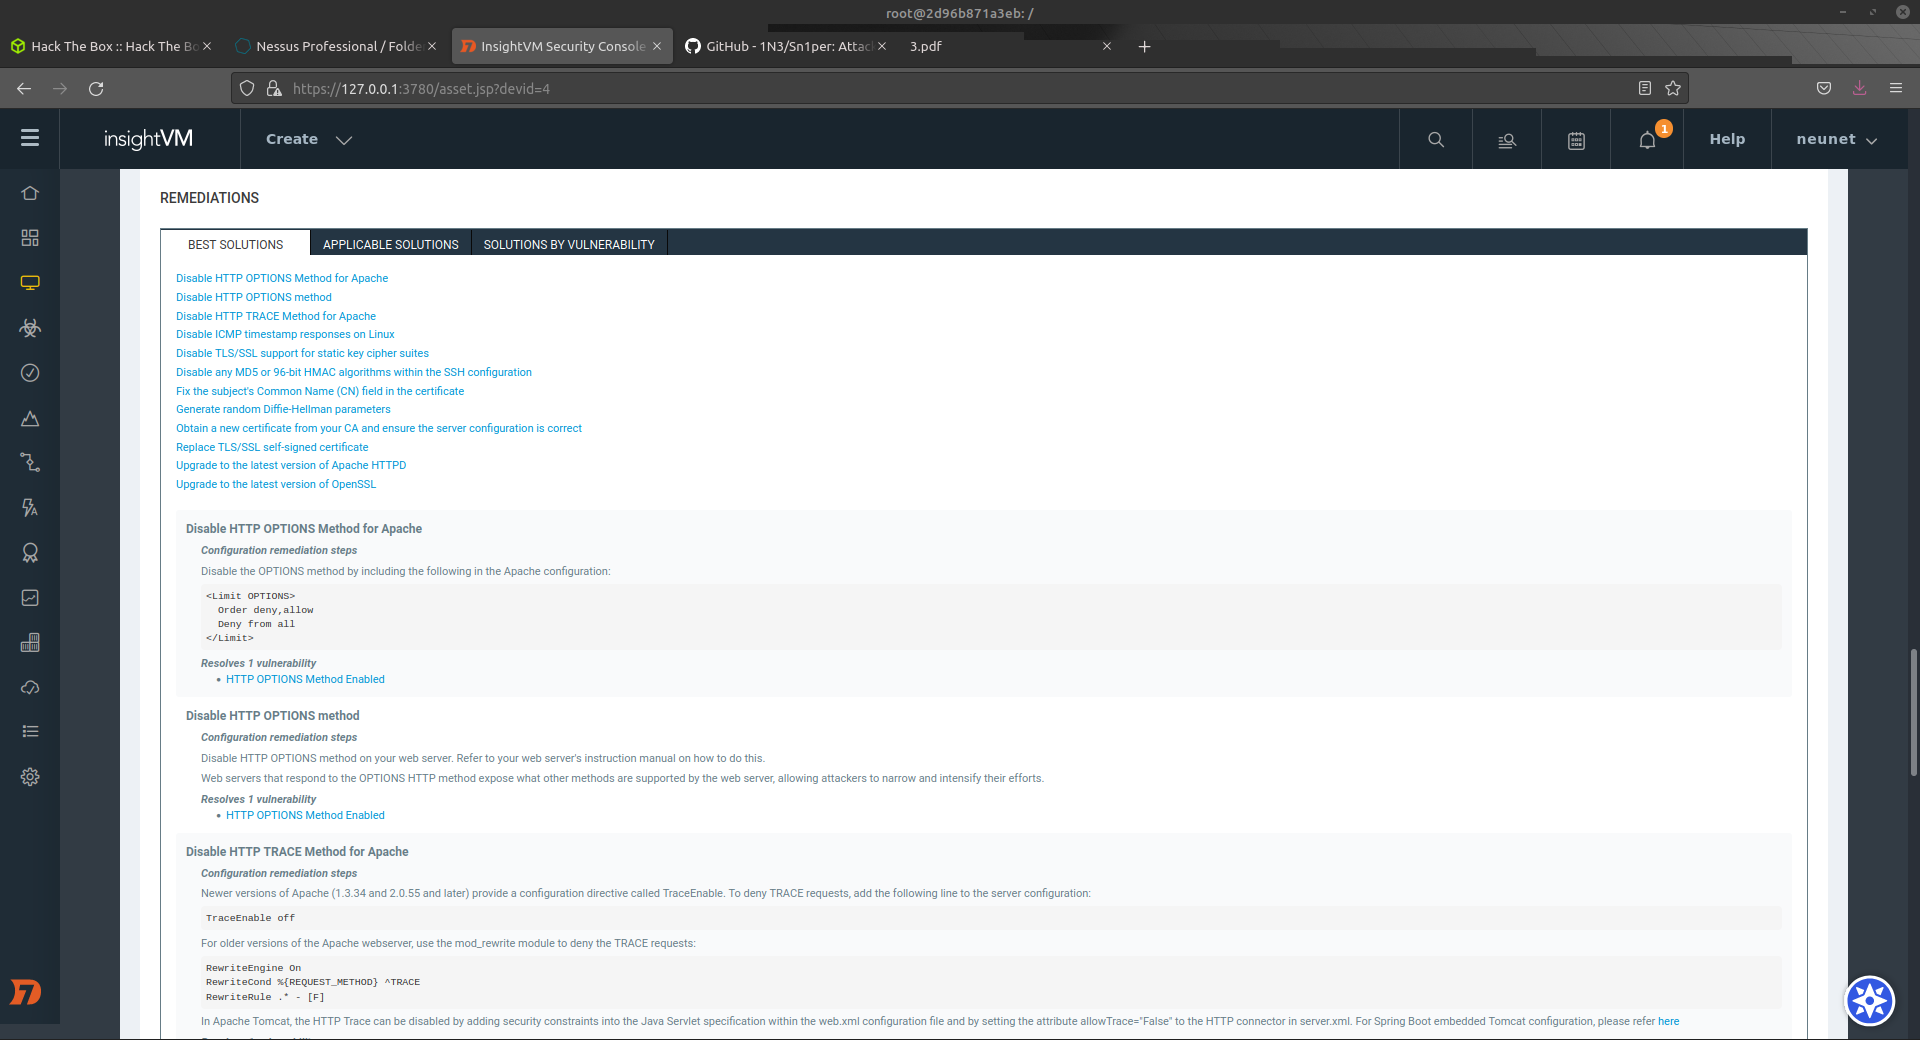 root@2d96b871a3eb: /
Hack The Box :: Hack The Bo
Nessus Professional / Folde
InsightVM Security Console
GitHub - 1N3/Sn1per: Attac
3.pdf
https://127.0.0.1:3780/asset.jsp?devid=4
insightVM
Create
1
Help
neunet
REMEDIATIONS
BEST SOLUTIONS
APPLICABLE SOLUTIONS
SOLUTIONS BY VULNERABILITY
Disable HTTP OPTIONS Method for Apache
Disable HTTP OPTIONS method
Disable HTTP TRACE Method for Apache
Disable ICMP timestamp responses on Linux
Disable TLS/SSL support for static key cipher suites
Disable any MD5 or 96-bit HMAC algorithms within the SSH configuration
Fix the subject's Common Name (CN) field in the certificate
Generate random Diffie-Hellman parameters
Obtain a new certificate from your CA and ensure the server configuration is correct
Replace TLS/SSL self-signed certificate
Upgrade to the latest version of Apache HTTPD
Upgrade to the latest version of OpenSSL
Disable HTTP OPTIONS Method for Apache
Configuration remediation steps
Disable the OPTIONS method by including the following in the Apache configuration:
<Limit OPTIONS>
Order deny,allow
Deny from all
</Limit>
Resolves 1 vulnerability
• HTTP OPTIONS Method Enabled
Disable HTTP OPTIONS method
Configuration remediation steps
Disable HTTP OPTIONS method on your web server. Refer to your web server's instruction manual on how to do this.
Web servers that respond to the OPTIONS HTTP method expose what other methods are supported by the web server, allowing attackers to narrow and intensify their efforts.
Resolves 1 vulnerability
• HTTP OPTIONS Method Enabled
Disable HTTP TRACE Method for Apache
Configuration remediation steps
Newer versions of Apache (1.3.34 and 2.0.55 and later) provide a configuration directive called TraceEnable. To deny TRACE requests, add the following line to the server configuration:
TraceEnable off
For older versions of the Apache webserver, use the mod_rewrite module to deny the TRACE requests:
RewriteEngine On
RewriteCond %{REQUEST_METHOD} ^TRACE
RewriteRule .* - [F]
In Apache Tomcat, the HTTP Trace can be disabled by adding security constraints into the Java Servlet specification within the web.xml configuration file and by setting the attribute allowTrace="False" to the HTTP connector in server.xml. For Spring Boot embedded Tomcat configuration, please refer here